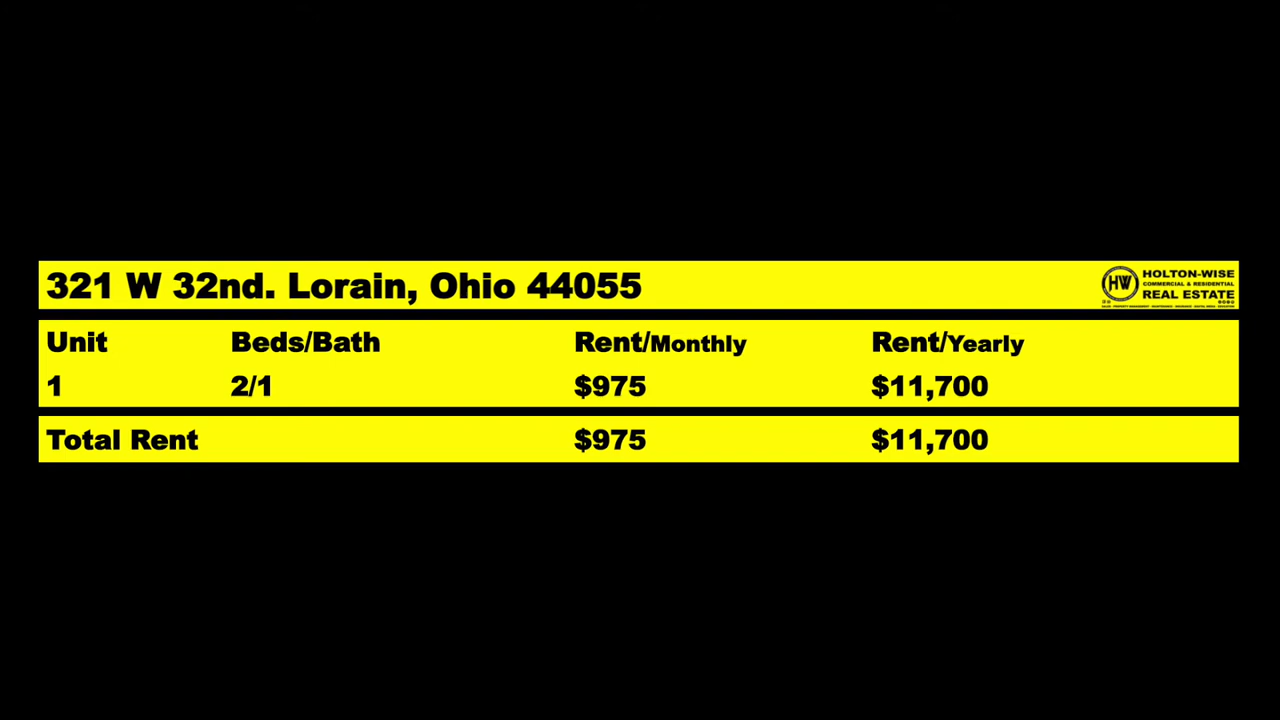 321 W 32nd. Lorain, Ohio 44055
HW
HOLTON-WISE
COMMERCIAL & RESIDENTIAL
REAL ESTATE
Unit Beds/Bath Rent/Monthly Rent/Yearly
1 2/1 $975 $11,700
Total Rent $975 $11,700